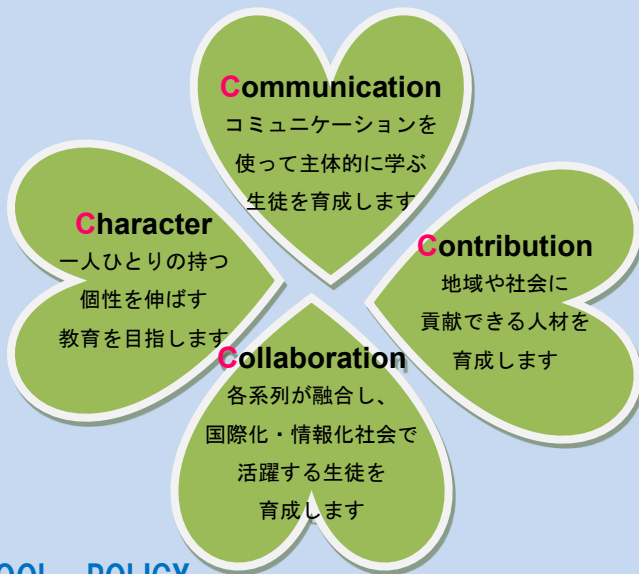 Communication
コミュニケーションを
使って主体的に学ぶ
生徒を育成します
Character
一人ひとりの持つ
個性を伸ばす
教育を目指します
Contribution
地域や社会に
貢献できる人材を
育成します
Collaboration
各系列が融合し、
国際化・情報化社会で
活躍する生徒を
育成します
POLICY